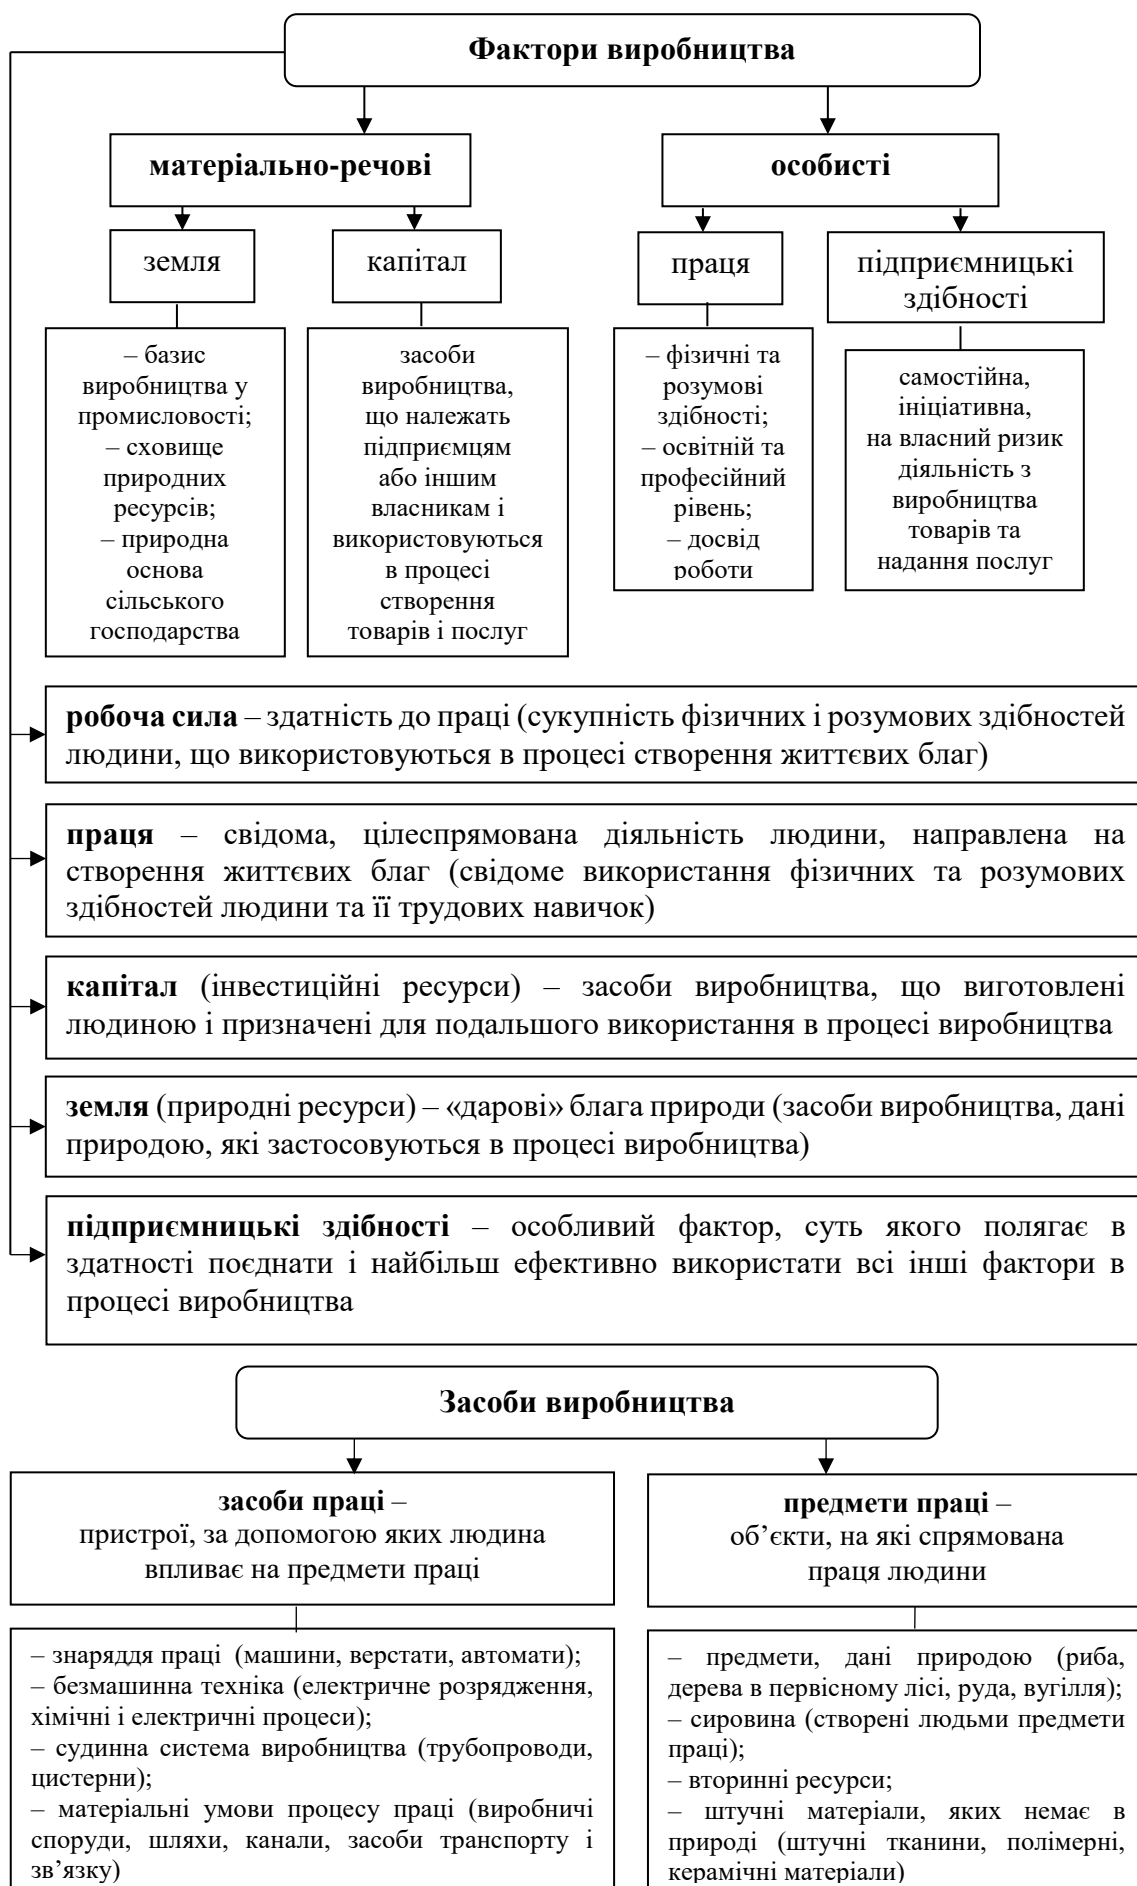 Фактори виробництва
матеріально-речові
особисті
земля
капітал
праця
підприємницькі
здібності
– базис
виробництва у
промисловості;
– сховище
природних
ресурсів;
– природна
основа
сільського
господарства
засоби
виробництва,
що належать
підприємцям
або іншим
власникам і
використовуються
в процесі
створення
товарів і послуг
– фізичні та
розумові
здібності;
– освітній та
професійний
рівень;
– досвід
роботи
самостійна,
ініціативна,
на власний ризик
діяльність з
виробництва
товарів та
надання послуг
робоча сила – здатність до праці (сукупність фізичних і розумових здібностей
людини, що використовуються в процесі створення життєвих благ)
праця – свідома, цілеспрямована діяльність людини, направлена на
створення життєвих благ (свідоме використання фізичних та розумових
здібностей людини та її трудових навичок)
капітал (інвестиційні ресурси) – засоби виробництва, що виготовлені
людиною і призначені для подальшого використання в процесі виробництва
земля (природні ресурси) – «дарові» блага природи (засоби виробництва, дані
природою, які застосовуються в процесі виробництва)
підприємницькі здібності – особливий фактор, суть якого полягає в
здатності поєднати і найбільш ефективно використати всі інші фактори в
процесі виробництва
Засоби виробництва
засоби праці –
пристрої, за допомогою яких людина
впливає на предмети праці
предмети праці –
об’єкти, на які спрямована
праця людини
– знаряддя праці (машини, верстати, автомати);
– безмашинна техніка (електричне розрядження,
хімічні і електричні процеси);
– судинна система виробництва (трубопроводи,
цистерни);
– матеріальні умови процесу праці (виробничі
споруди, шляхи, канали, засоби транспорту і
зв’язку)
– предмети, дані природою (риба,
дерева в первісному лісі, руда, вугілля);
– сировина (створені людьми предмети
праці);
– вторинні ресурси;
– штучні матеріали, яких немає в
природі (штучні тканини, полімерні,
керамічні матеріали)